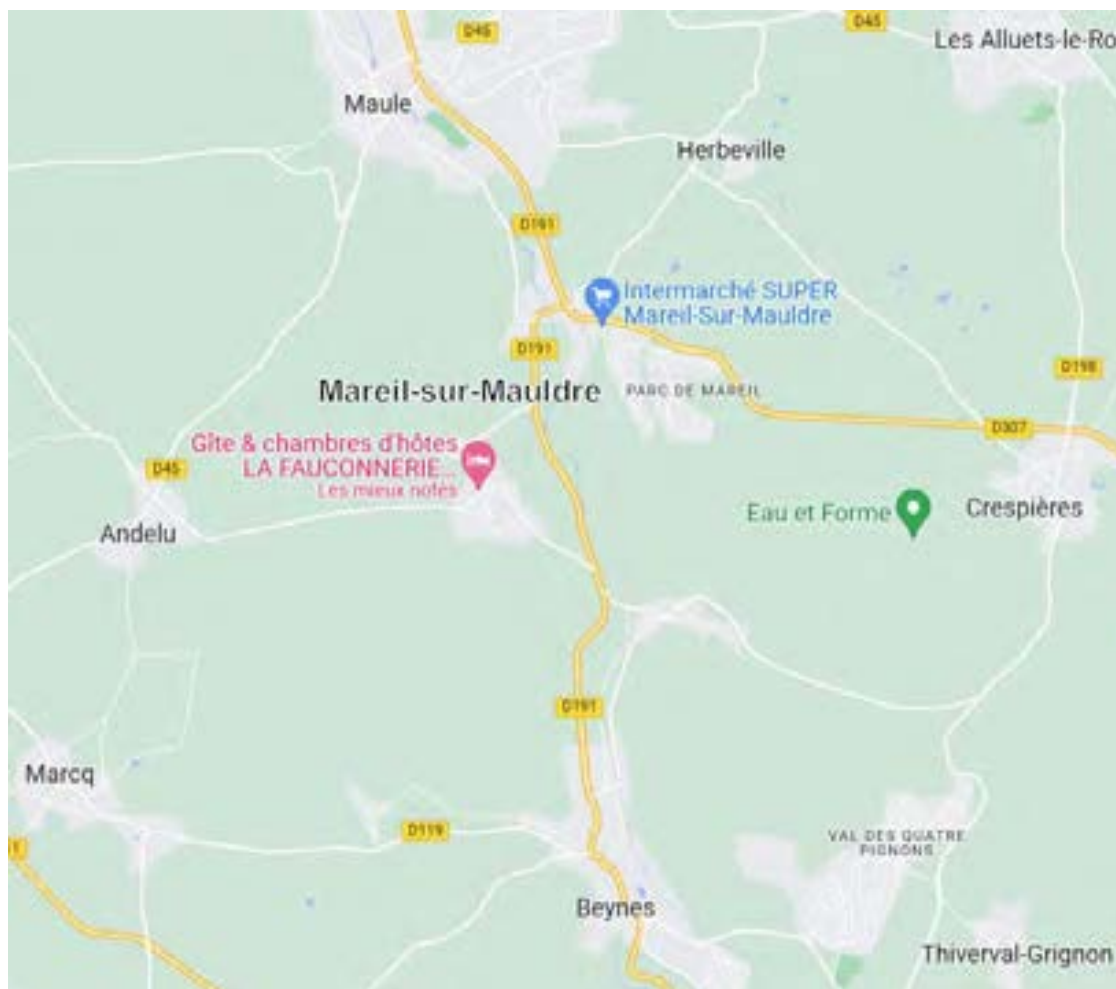 D45
D45
Les Alluets-le-Ro
Maule
Herbeville
D191
Intermarché SUPER
Mareil-Sur-Mauldre
D191
D198
Mareil-sur-Mauldre
PARC DE MAREIL
D307
Gîte & chambres d'hôtes
LA FAUCONNERIE...
Les mieux notés
D45
Crespières
Eau et Forme
Andelu
D191
Marcq
D119
VAL DES QUATRE
PIGNONS
1
Beynes
Thiverval-Grignon